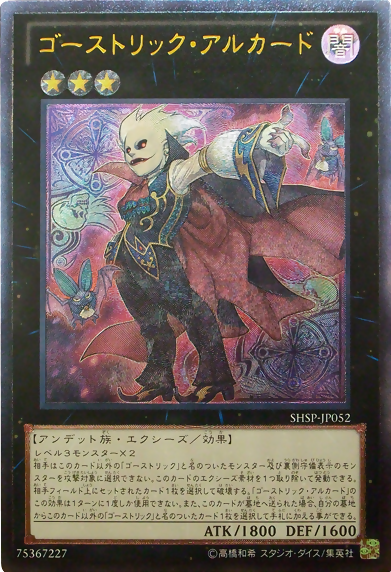 ゴーストリック・アルカード
闇
SHSP-JP052
【アンデット族・エクシーズ/効果】
レベル3モンスター×2
相手はこのカード以外の「ゴーストリック」と名のついたモンスター及び裏側守備表示のモンス
ターを攻撃対象に選択できない。このカードのエクシーズ素材を1つ取り除いて発動できる。
相手フィールド上にセットされたカード1枚を選択して破壊する。「ゴーストリック・アルカード」の
この効果は1ターンに1度しか使用できない。また、このカードが墓地へ送られた場合、自分の墓地
からこのカード以外の「ゴーストリック」と名のついたカード1枚を選択して手札に加える事ができる。
ATK/1800 DEF/1600
75367227
©高橋和希 スタジオ・ダイス/集英社